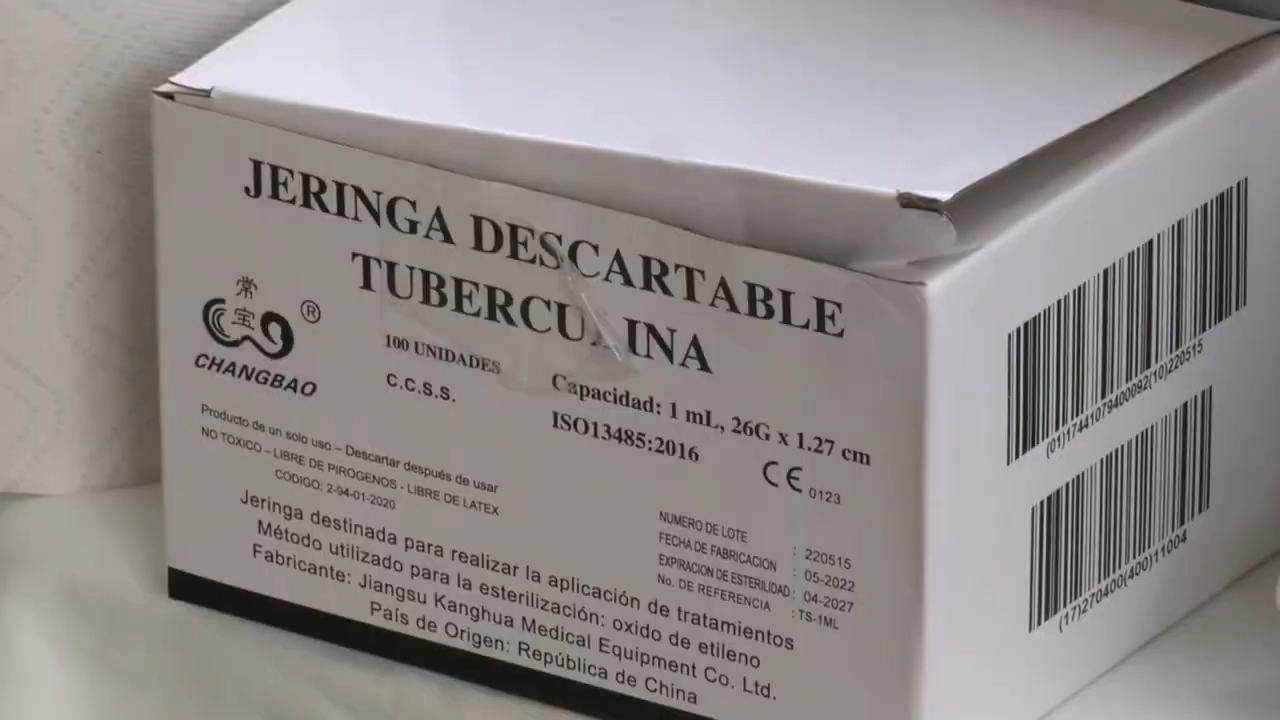 JERINGA DESCARTABLE
TUBERCULINA
常
宝
®
CHANGBAO
100 UNIDADES
C.C.S.S.
Capacidad: 1 mL, 26G x 1.27 cm
ISO13485:2016
CE 0123
Producto de un solo uso – Descartar después de usar
NO TOXICO – LIBRE DE PIROGENOS - LIBRE DE LATEX
CODIGO: 2-94-01-2020
NUMERO DE LOTE : 220515
FECHA DE FABRICACION : 05-2022
EXPIRACION DE ESTERILIDAD: 04-2027
No. DE REFERENCIA : TS-1ML
Jeringa destinada para realizar la aplicación de tratamientos
Método utilizado para la esterilización: oxido de etileno
Fabricante: Jiangsu Kanghua Medical Equipment Co. Ltd.
País de Origen: República de China
(01)17441079400092(10)220515
(17)270400(400)11004